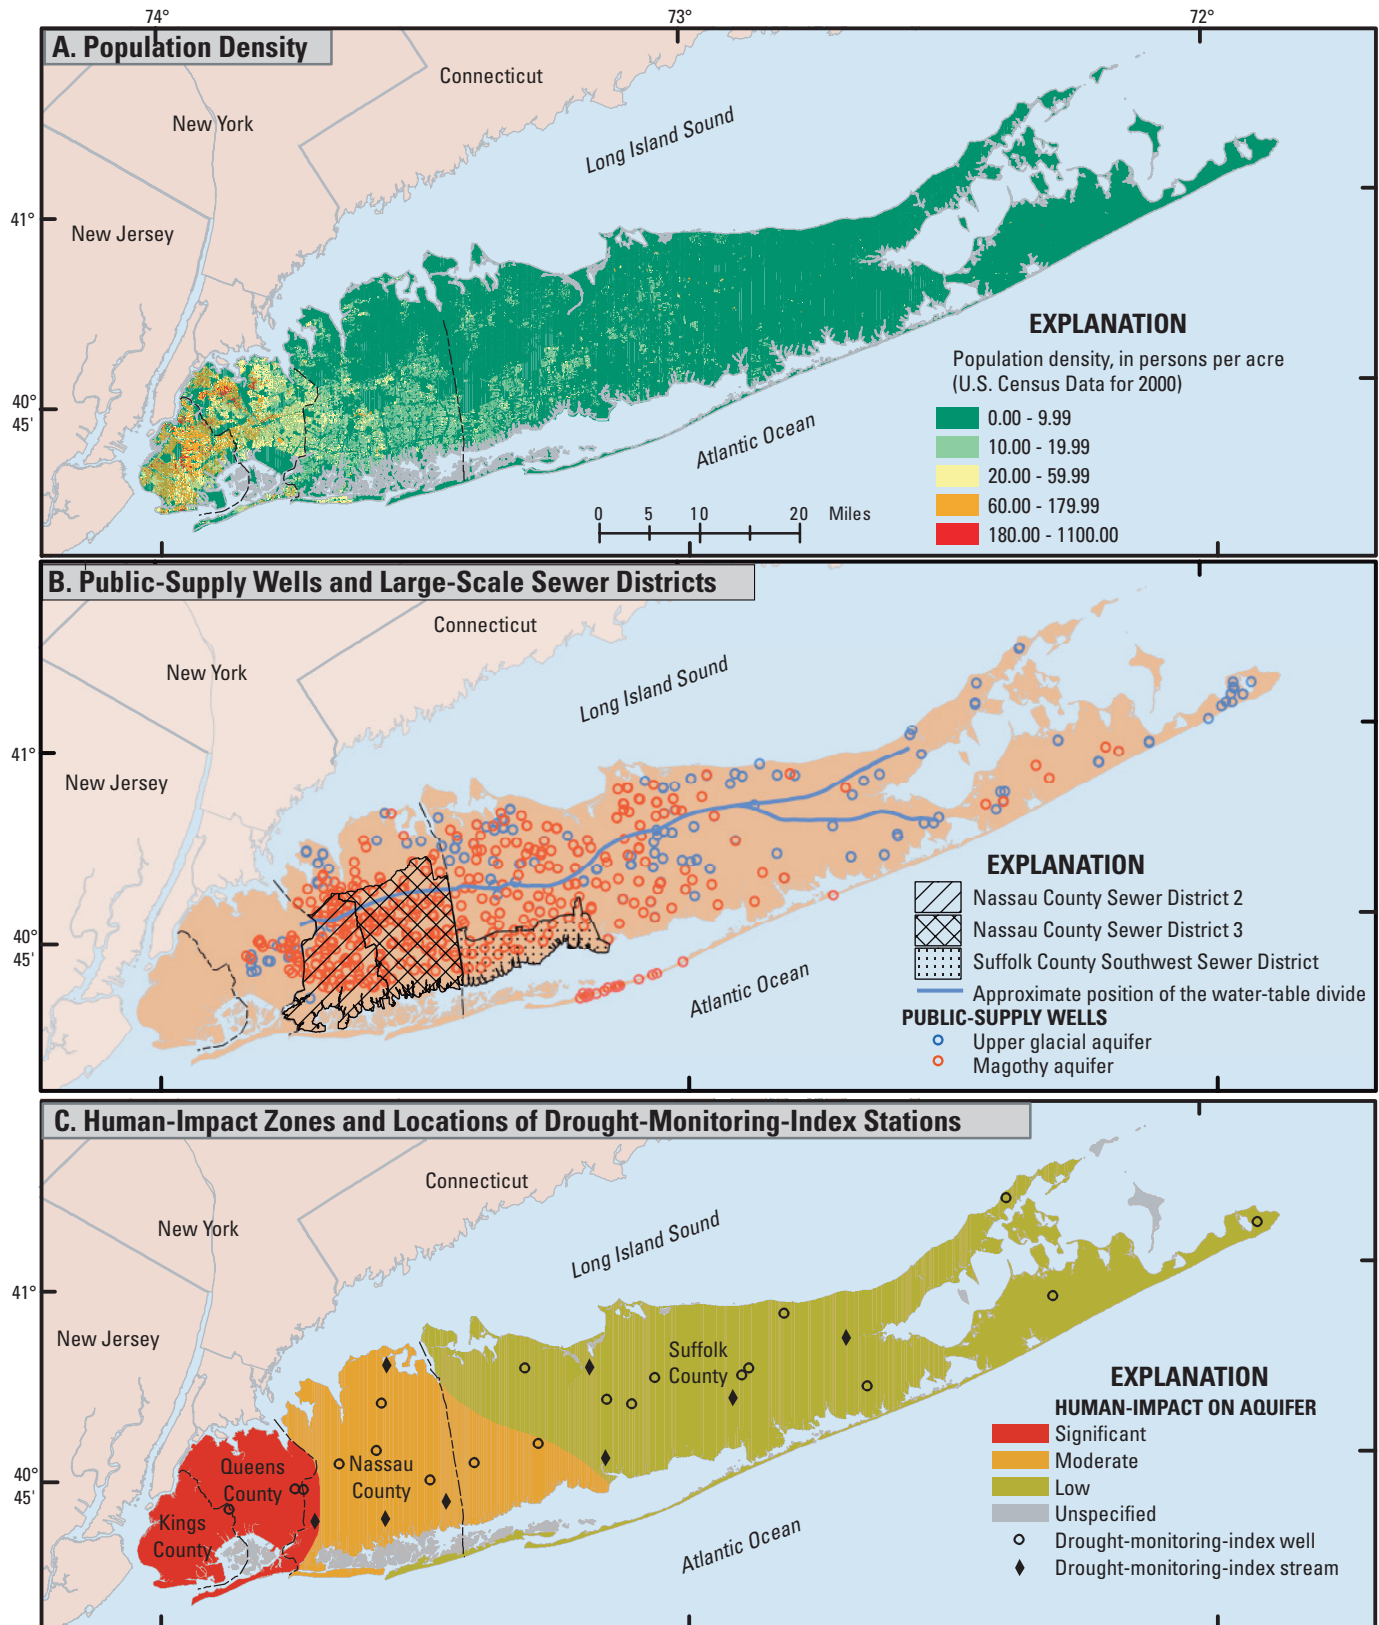 74°
73°
72°
A. Population Density
Connecticut
New York
Long Island Sound
41°
New Jersey
EXPLANATION
Population density, in persons per acre
(U.S. Census Data for 2000)
0.00 - 9.99
10.00 - 19.99
20.00 - 59.99
60.00 - 179.99
180.00 - 1100.00
40°
45'
Atlantic Ocean
0 5 10 20 Miles
B. Public-Supply Wells and Large-Scale Sewer Districts
Connecticut
New York
Long Island Sound
41°
New Jersey
EXPLANATION
Nassau County Sewer District 2
Nassau County Sewer District 3
Suffolk County Southwest Sewer District
Approximate position of the water-table divide
PUBLIC-SUPPLY WELLS
Upper glacial aquifer
Magothy aquifer
40°
45'
Atlantic Ocean
C. Human-Impact Zones and Locations of Drought-Monitoring-Index Stations
Connecticut
New York
Long Island Sound
41°
New Jersey
Suffolk
County
Queens
County
Nassau
County
Kings
County
40°
45'
Atlantic Ocean
EXPLANATION
HUMAN-IMPACT ON AQUIFER
Significant
Moderate
Low
Unspecified
Drought-monitoring-index well
Drought-monitoring-index stream